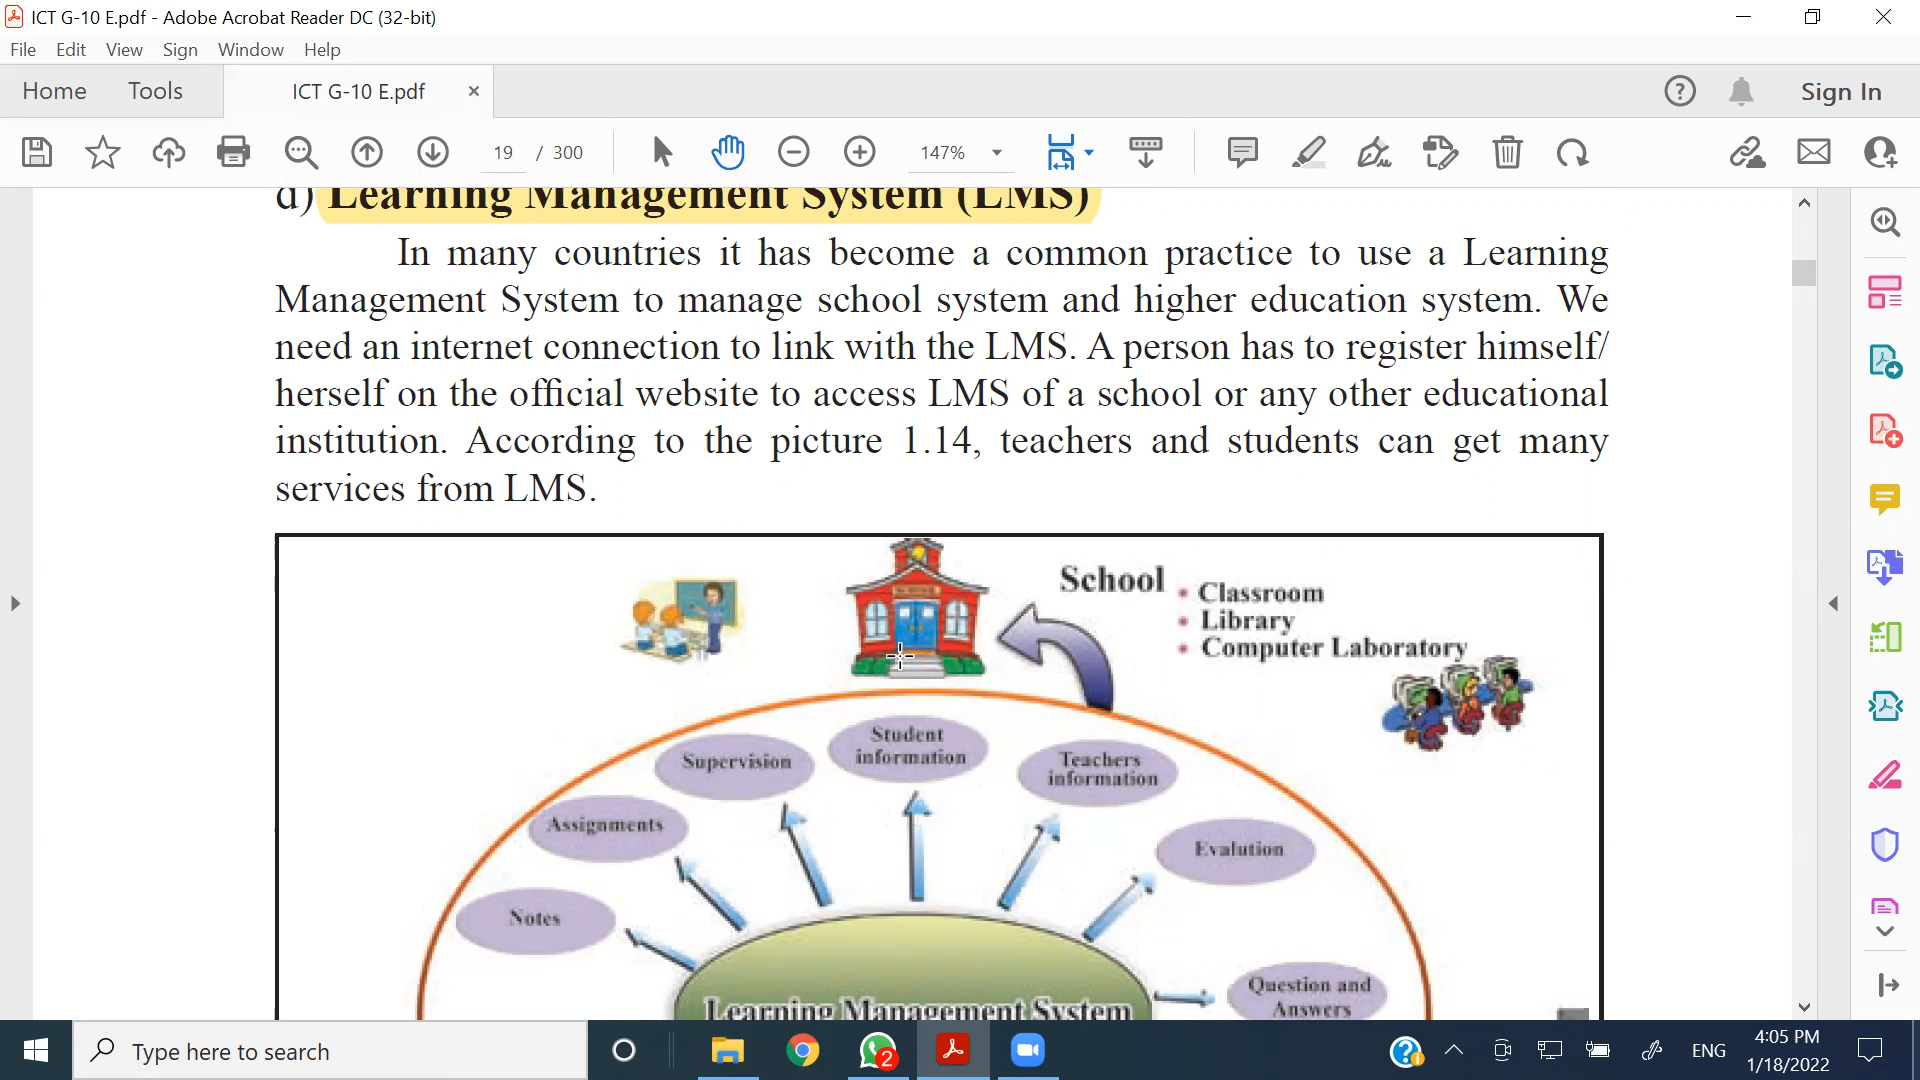 ICT G-10 E.pdf - Adobe Acrobat Reader DC (32-bit)
File Edit View Sign Window Help
Home Tools ICT G-10 E.pdf × Sign In
19 / 300 147%
d) Learning Management System (LMS)
In many countries it has become a common practice to use a Learning
Management System to manage school system and higher education system. We
need an internet connection to link with the LMS. A person has to register himself/
herself on the official website to access LMS of a school or any other educational
institution. According to the picture 1.14, teachers and students can get many
services from LMS.
School
• Classroom
• Library
• Computer Laboratory
Student
information
Supervision
Teachers
information
Assignments
Evalution
Notes
Question and
Answers
Learning Management System
Type here to search
2
ENG
4:05 PM
1/18/2022